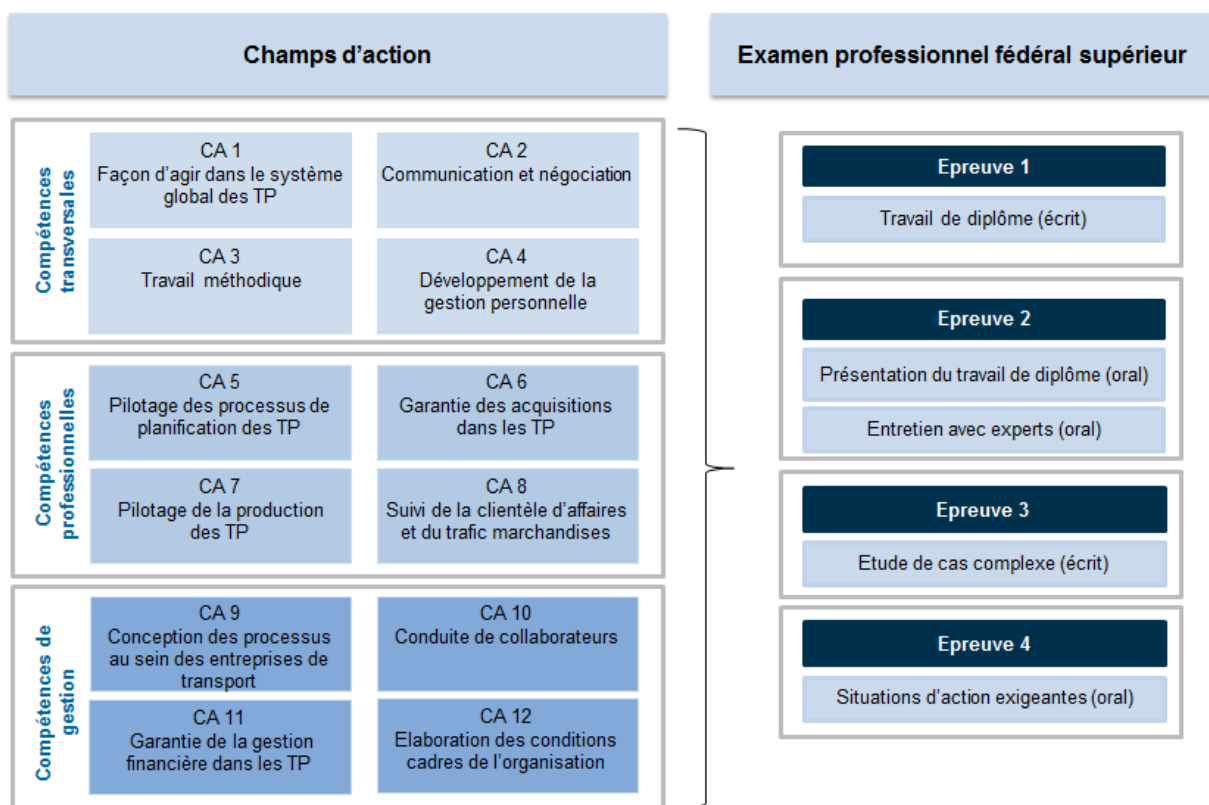 Champs d'action
Examen professionnel fédéral supérieur
Compétences
transversales
CA 1
Façon d'agir dans le système
global des TP
CA 2
Communication et négociation
CA 3
Travail méthodique
CA 4
Développement de la
gestion personnelle
Compétences
professionnelles
CA 5
Pilotage des processus de
planification des TP
CA 6
Garantie des acquisitions
dans les TP
CA 7
Pilotage de la production
des TP
CA 8
Suivi de la clientèle d'affaires
et du trafic marchandises
Compétences de
gestion
CA 9
Conception des processus
au sein des entreprises de
transport
CA 10
Conduite de collaborateurs
CA 11
Garantie de la gestion
financière dans les TP
CA 12
Elaboration des conditions
cadres de l'organisation
Epreuve 1
Travail de diplôme (écrit)
Epreuve 2
Présentation du travail de diplôme (oral)
Entretien avec experts (oral)
Epreuve 3
Etude de cas complexe (écrit)
Epreuve 4
Situations d'action exigeantes (oral)